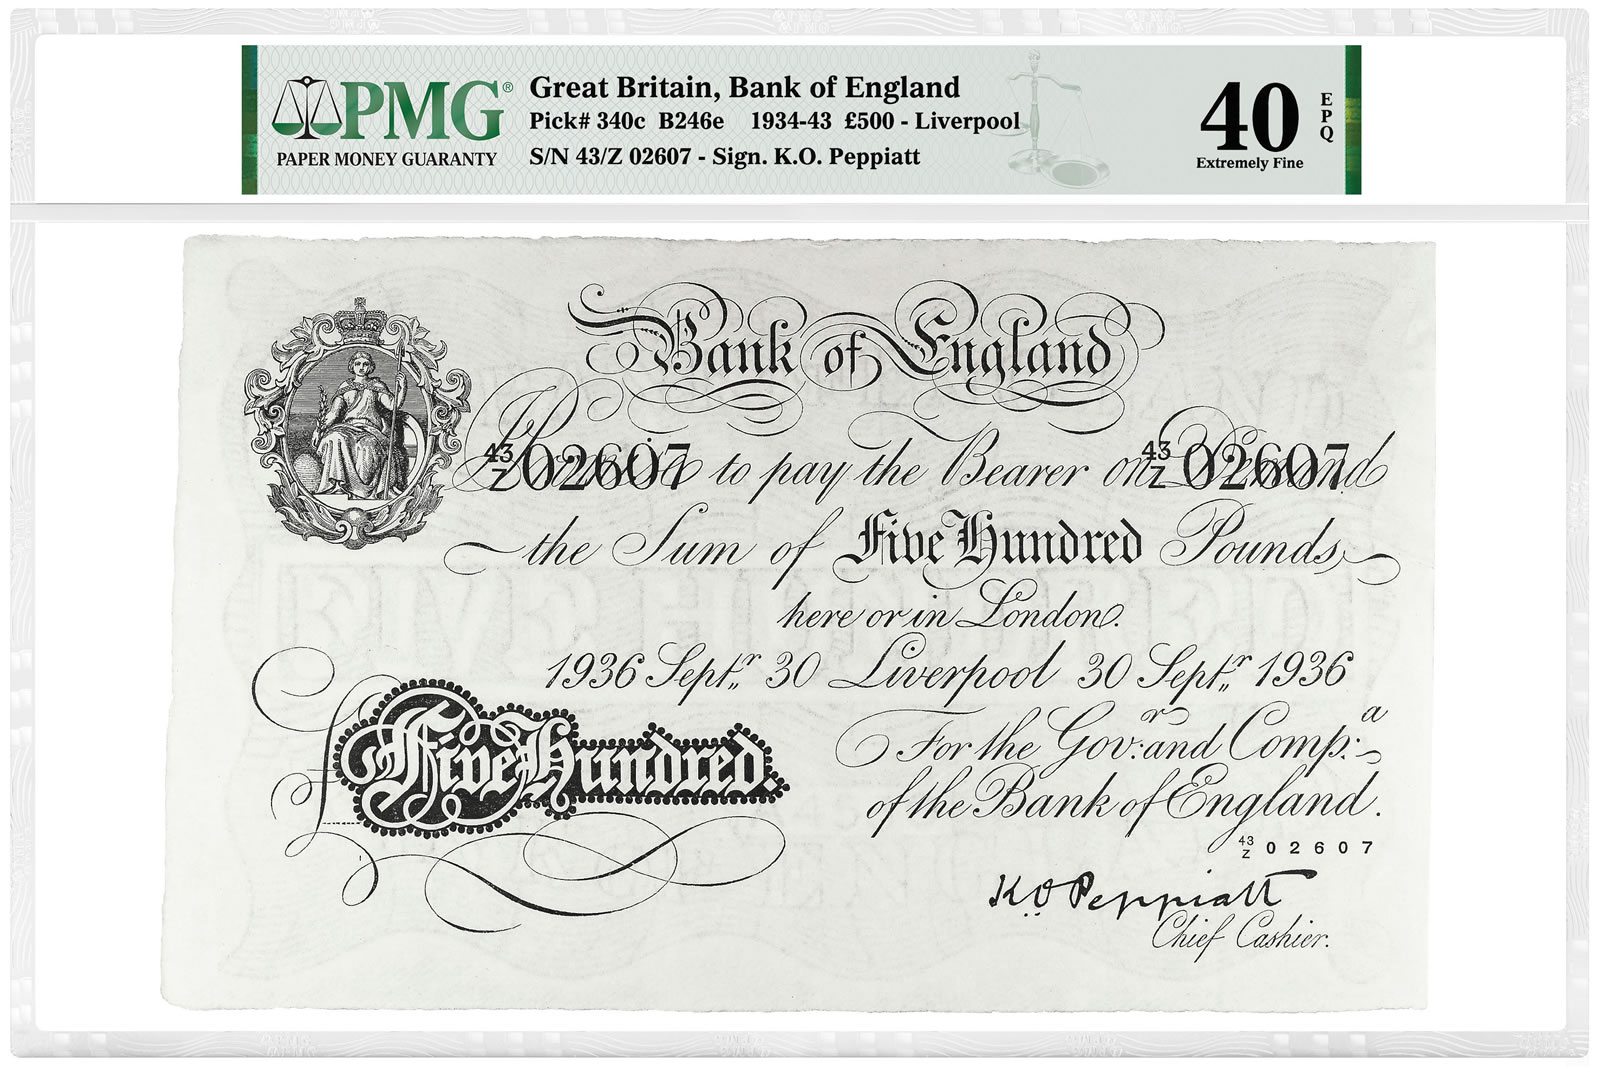 PMG®
PAPER MONEY GUARANTY
Great Britain, Bank of England
Pick# 340c B246e 1934-43 £500 - Liverpool
S/N 43/Z 02607 - Sign. K.O. Peppiatt
40
Extremely Fine
EPQ
Bank of England
43/Z 02607 43/Z 02607
I Promise to pay the Bearer on Demand
the Sum of Five Hundred Pounds
here or in London.
1936 Septr 30 Liverpool 30 Septr 1936
For the Govr: and Compa:
of the Bank of England.
43/Z 02607
Five Hundred.
K.O. Peppiatt
Chief Cashier.